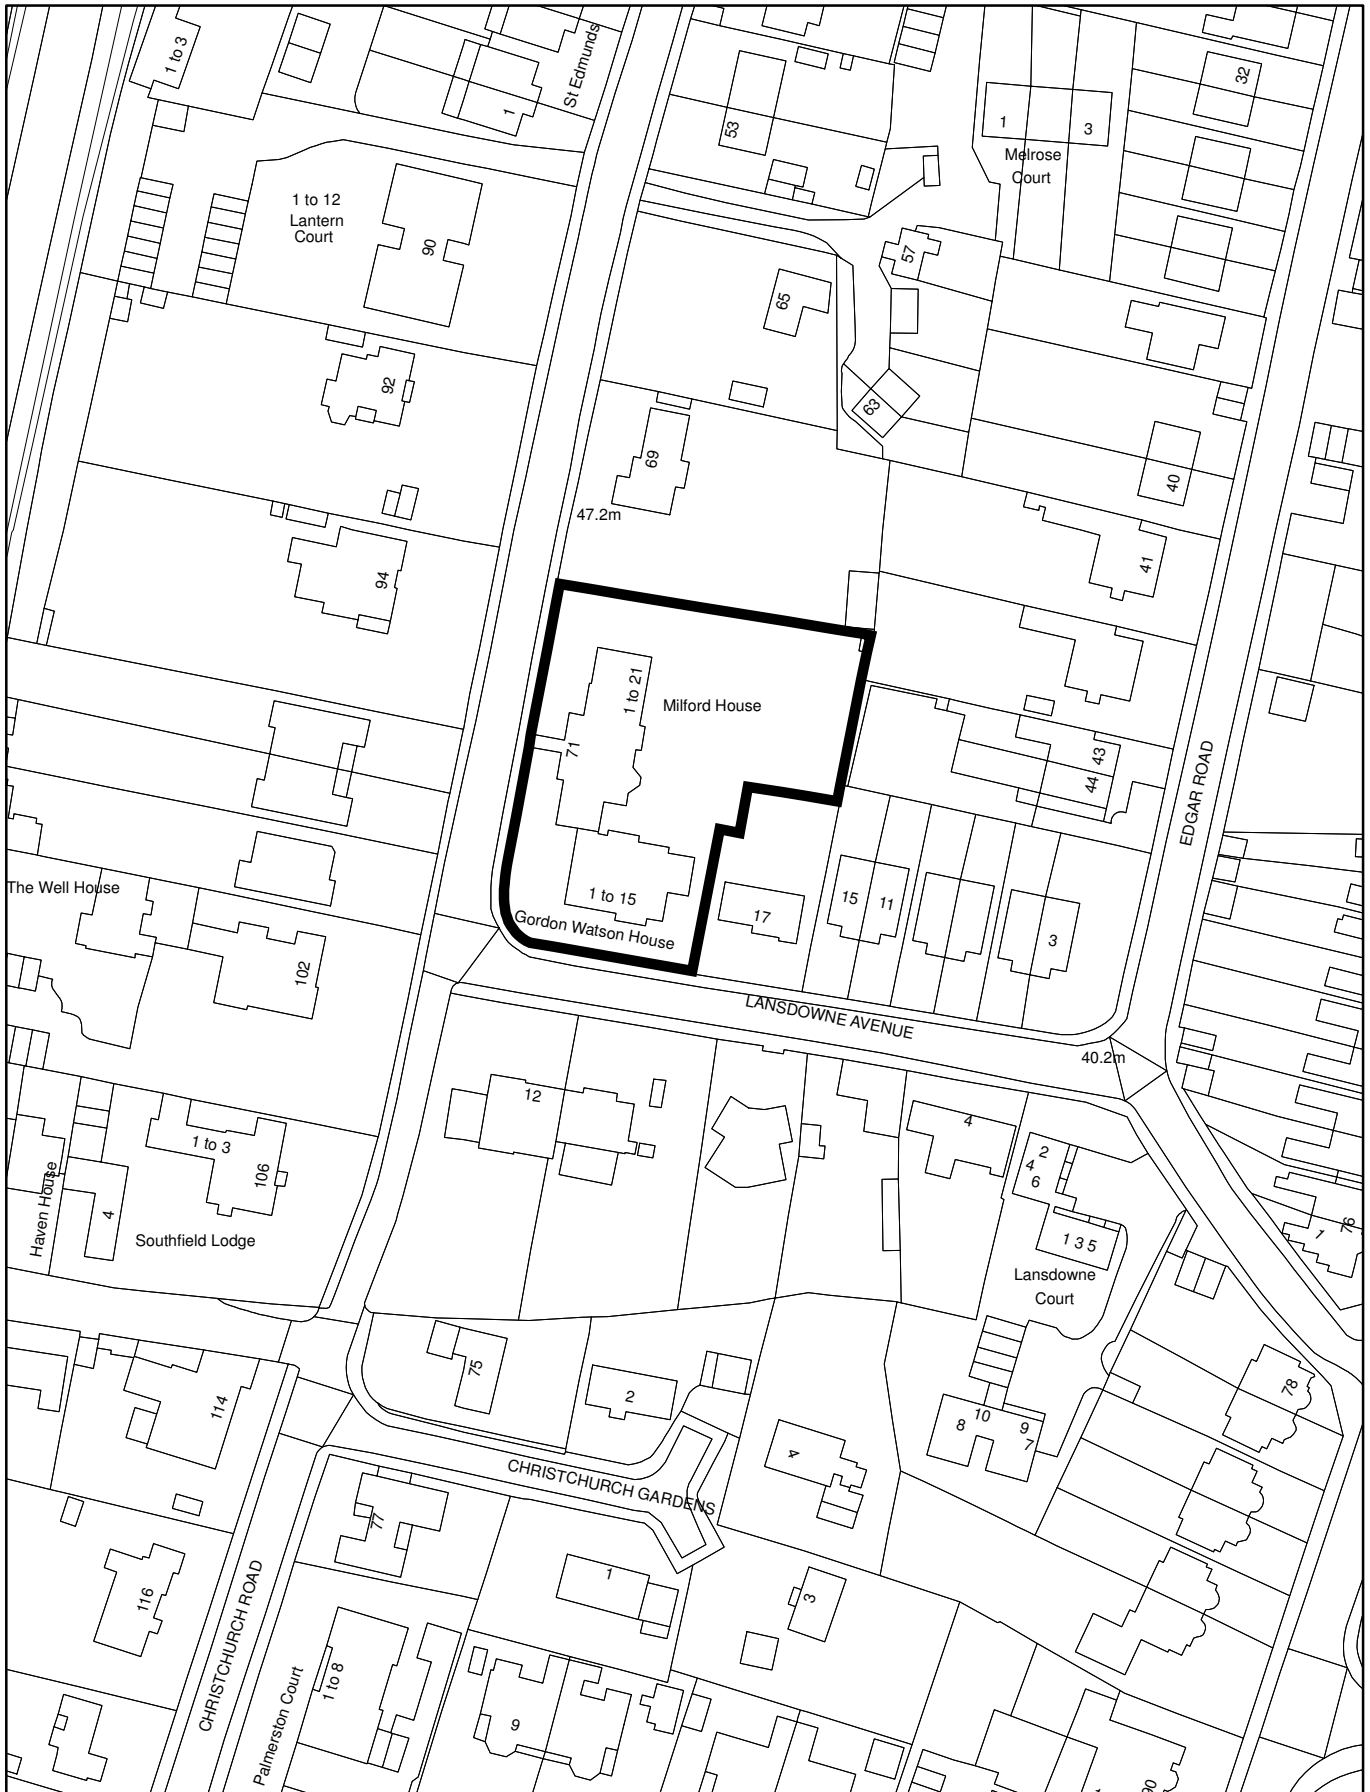 1 to 3
1
St Edmunds
53
1
3
Melrose
Court
32
1 to 12
Lantern
Court
90
57
65
92
63
69
40
47.2m
94
41
1 to 21
Milford House
71
43
44
EDGAR ROAD
The Well House
1 to 15
Gordon Watson House
17
15
11
3
102
LANSDOWNE AVENUE
40.2m
12
4
1 to 3
106
2
4
6
Haven House
4
Southfield Lodge
1 3 5
1
76
Lansdowne
Court
75
2
114
78
8
10
9
7
4
CHRISTCHURCH GARDENS
77
1
3
116
CHRISTCHURCH ROAD
Palmerston Court
1 to 8
9
90